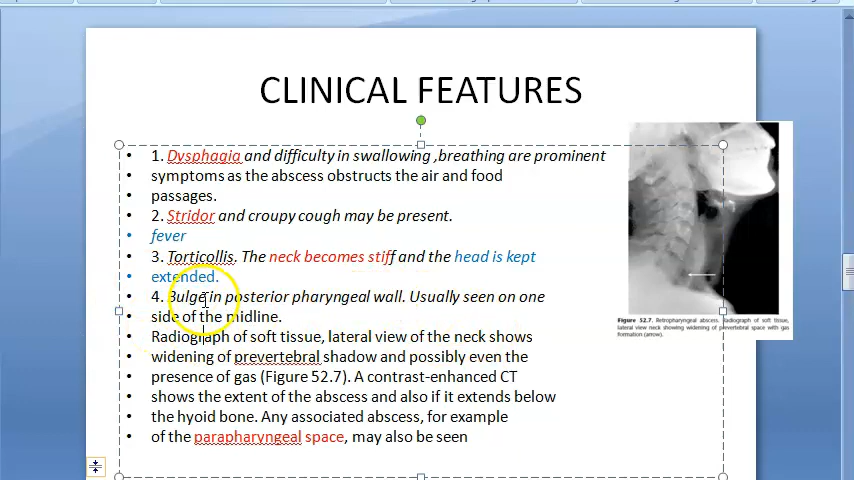 CLINICAL FEATURES
• 1. Dysphagia and difficulty in swallowing ,breathing are prominent
• symptoms as the abscess obstructs the air and food
• passages.
• 2. Stridor and croupy cough may be present.
• fever
• 3. Torticollis. The neck becomes stiff and the head is kept
• extended.
• 4. Bulge in posterior pharyngeal wall. Usually seen on one
• side of the midline.
• Radiograph of soft tissue, lateral view of the neck shows
• widening of prevertebral shadow and possibly even the
• presence of gas (Figure 52.7). A contrast-enhanced CT
• shows the extent of the abscess and also if it extends below
• the hyoid bone. Any associated abscess, for example
• of the parapharyngeal space, may also be seen
Figure 52.7. Retropharyngeal abscess. Radiograph of soft tissue,
lateral view neck showing widening of prevertebral space with gas
formation (arrow).